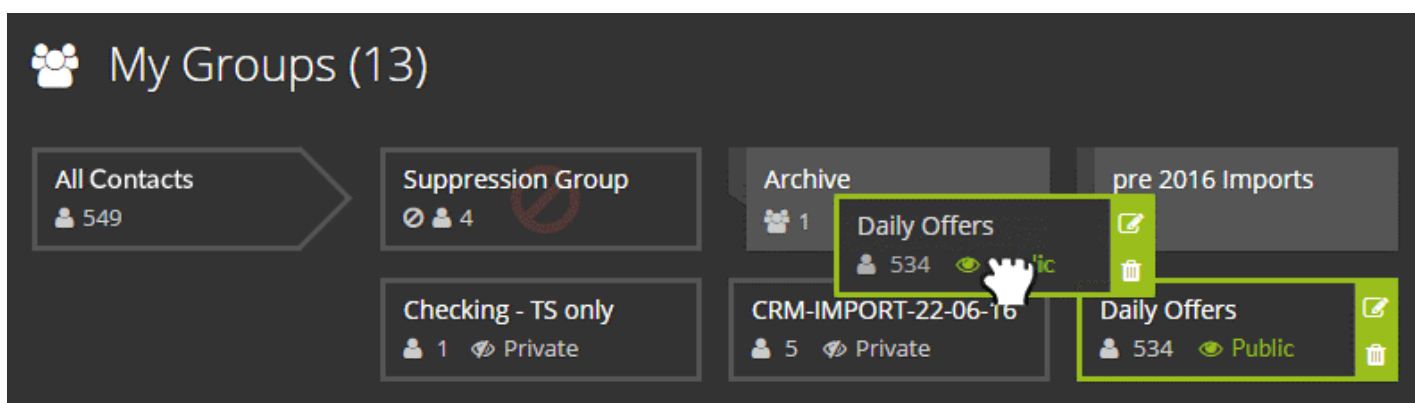 My Groups (13)
All Contacts
549
Suppression Group
4
Archive
1
pre 2016 Imports
Daily Offers
534
Checking - TS only
1 Private
CRM-IMPORT-22-06-16
5 Private
Daily Offers
534 Public